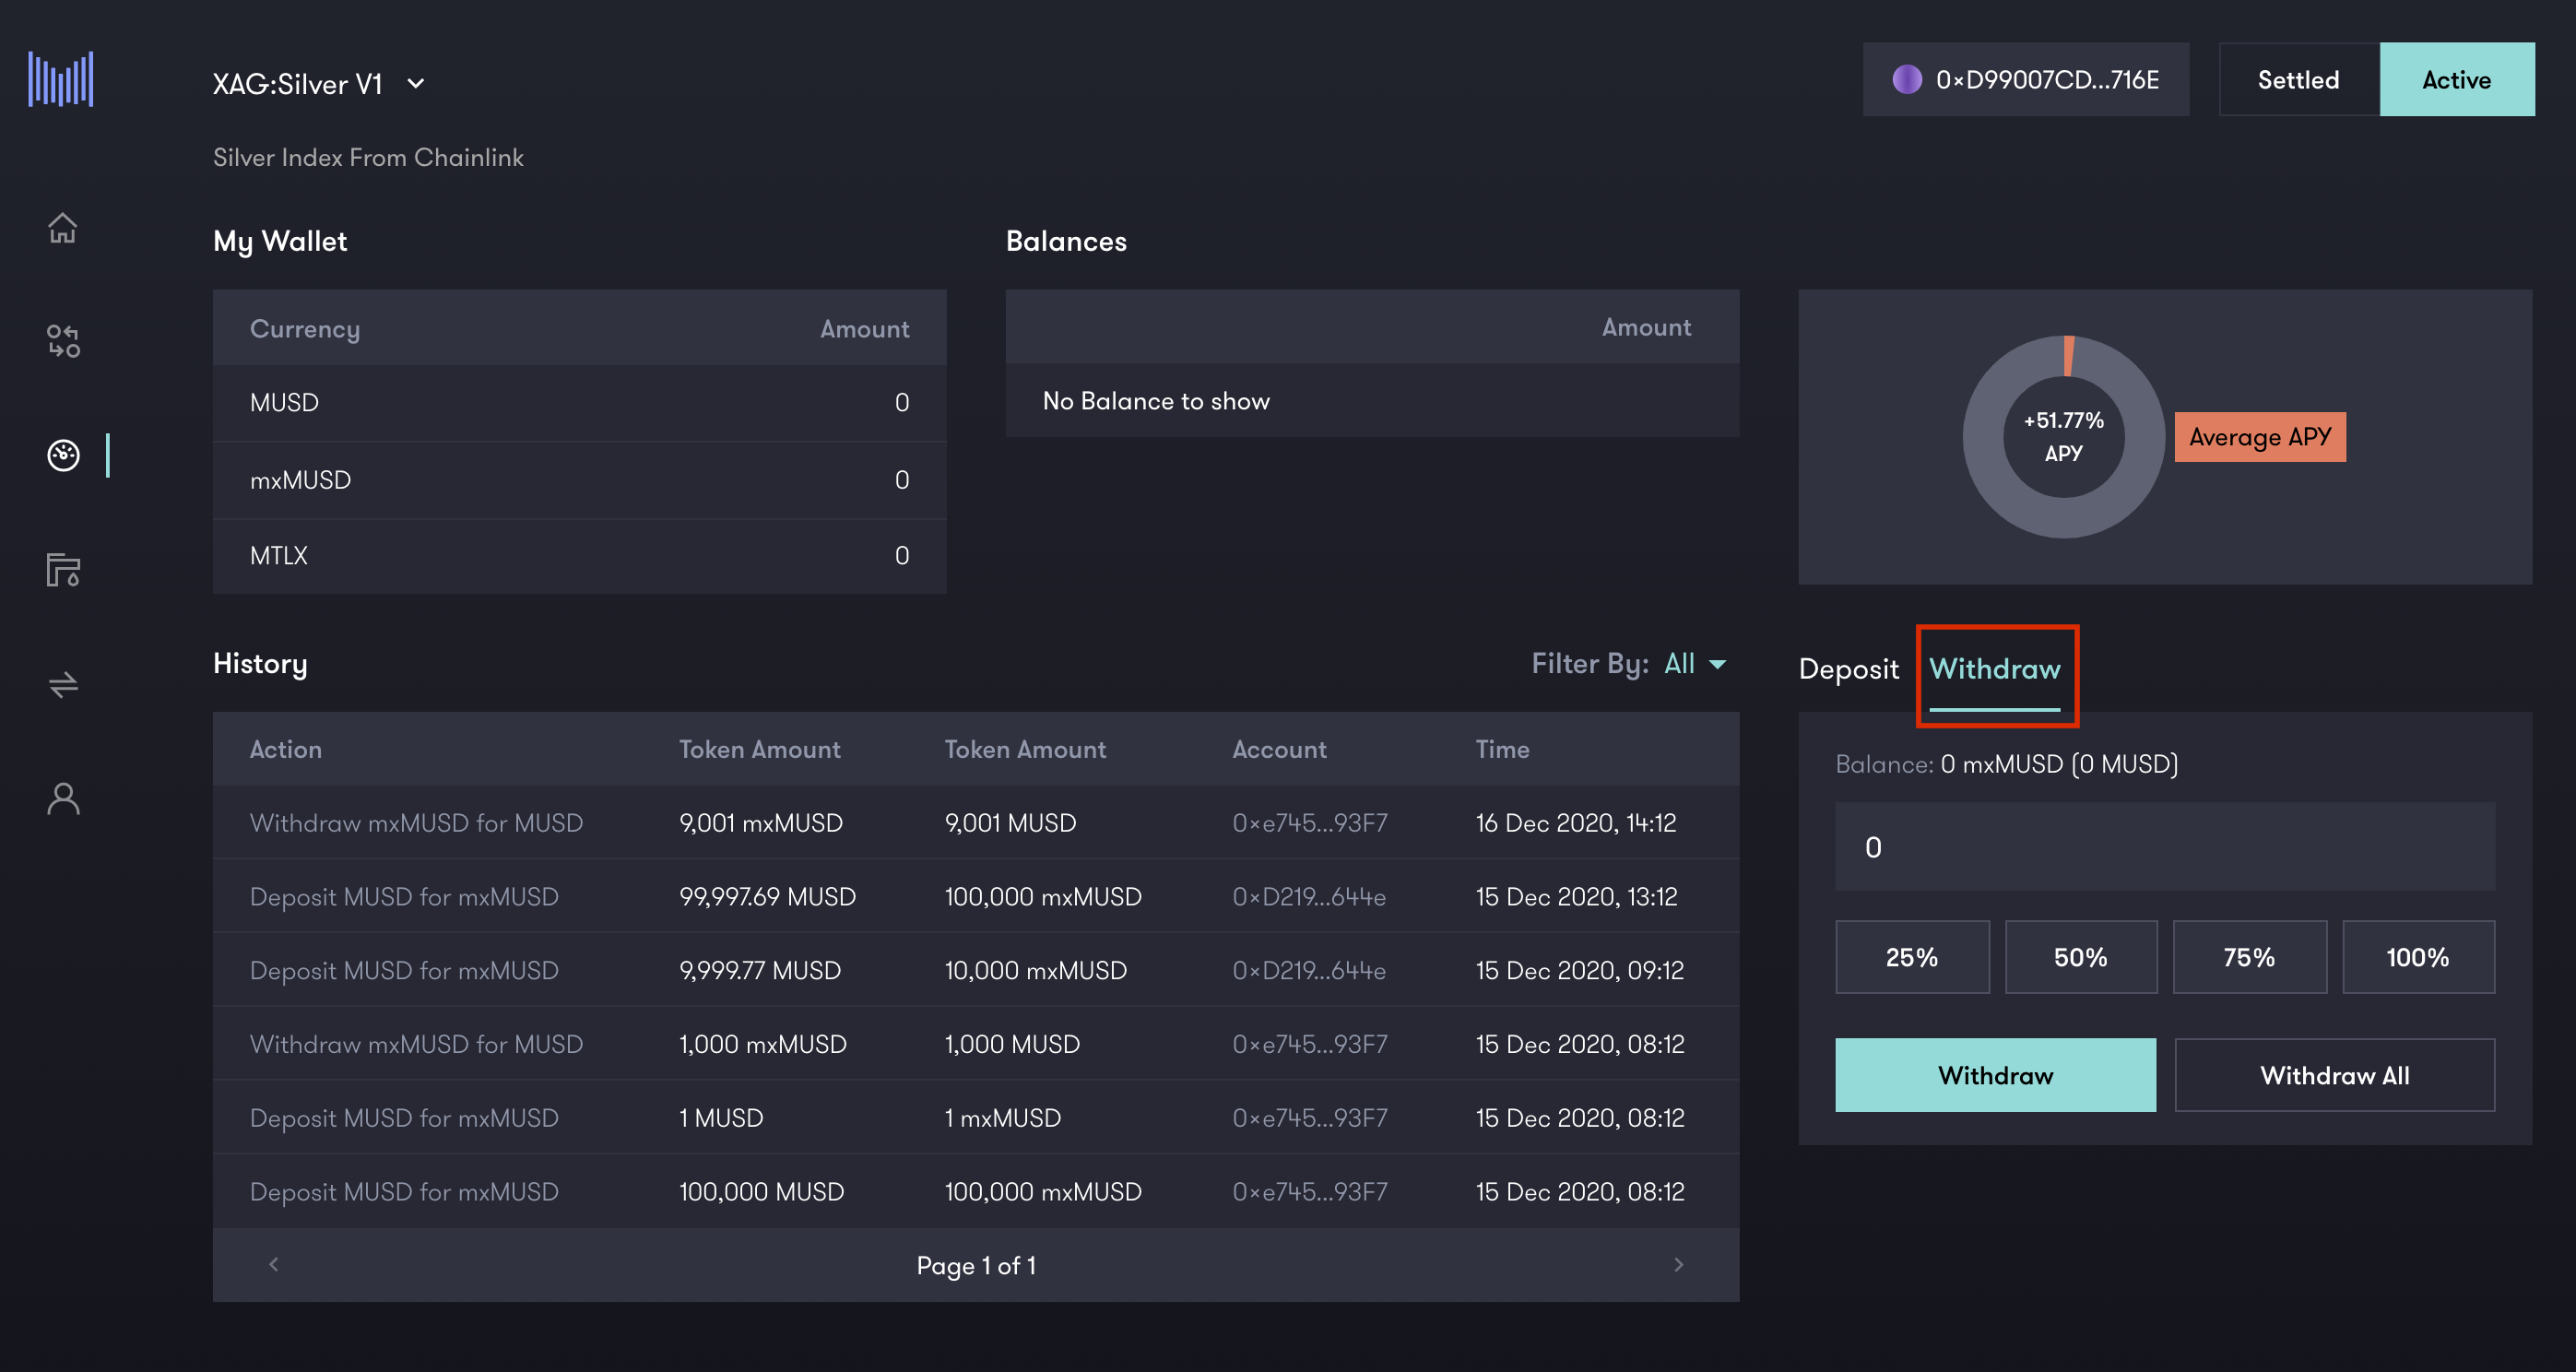 XAG:Silver V1
0×D99007CD...716E
Settled
Active
Silver Index From Chainlink
My Wallet
Balances
Currency Amount
MUSD 0
mxMUSD 0
MTLX 0
Amount
No Balance to show
+51.77%
APY
Average APY
History
Filter By: All
Action Token Amount Token Amount Account Time
Withdraw mxMUSD for MUSD 9,001 mxMUSD 9,001 MUSD 0×e745...93F7 16 Dec 2020, 14:12
Deposit MUSD for mxMUSD 99,997.69 MUSD 100,000 mxMUSD 0×D219...644e 15 Dec 2020, 13:12
Deposit MUSD for mxMUSD 9,999.77 MUSD 10,000 mxMUSD 0×D219...644e 15 Dec 2020, 09:12
Withdraw mxMUSD for MUSD 1,000 mxMUSD 1,000 MUSD 0×e745...93F7 15 Dec 2020, 08:12
Deposit MUSD for mxMUSD 1 MUSD 1 mxMUSD 0×e745...93F7 15 Dec 2020, 08:12
Deposit MUSD for mxMUSD 100,000 MUSD 100,000 mxMUSD 0×e745...93F7 15 Dec 2020, 08:12
Page 1 of 1
Deposit Withdraw
Balance: 0 mxMUSD (0 MUSD)
0
25% 50% 75% 100%
Withdraw Withdraw All